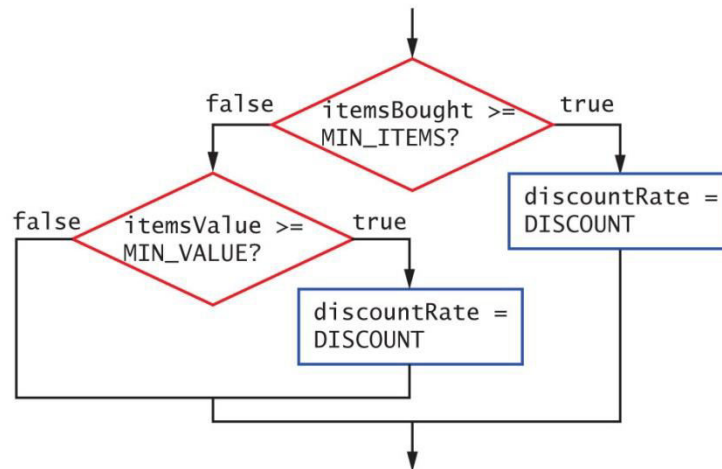 false
itemsBought >=
MIN_ITEMS?
true
false
itemsValue >=
MIN_VALUE?
true
discountRate =
DISCOUNT
discountRate =
DISCOUNT